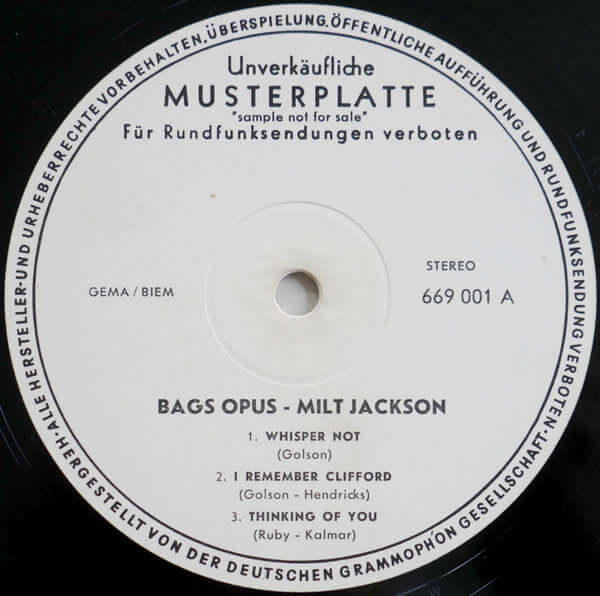 ALLE HERSTELLER- UND URHEBERRECHTE VORBEHALTEN. ÜBERSPIELUNG, ÖFFENTLICHE AUFFÜHRUNG UND RUNDFUNKSENDUNG VERBOTEN·
HERGESTELLT VON DER DEUTSCHEN GRAMMOPHON GESELLSCHAFT·
Unverkäufliche
MUSTERPLATTE
"sample not for sale"
Für Rundfunksendungen verboten
GEMA / BIEM
STEREO
669 001 A
BAGS OPUS - MILT JACKSON
1. WHISPER NOT
(Golson)
2. I REMEMBER CLIFFORD
(Golson - Hendricks)
3. THINKING OF YOU
(Ruby - Kalmar)